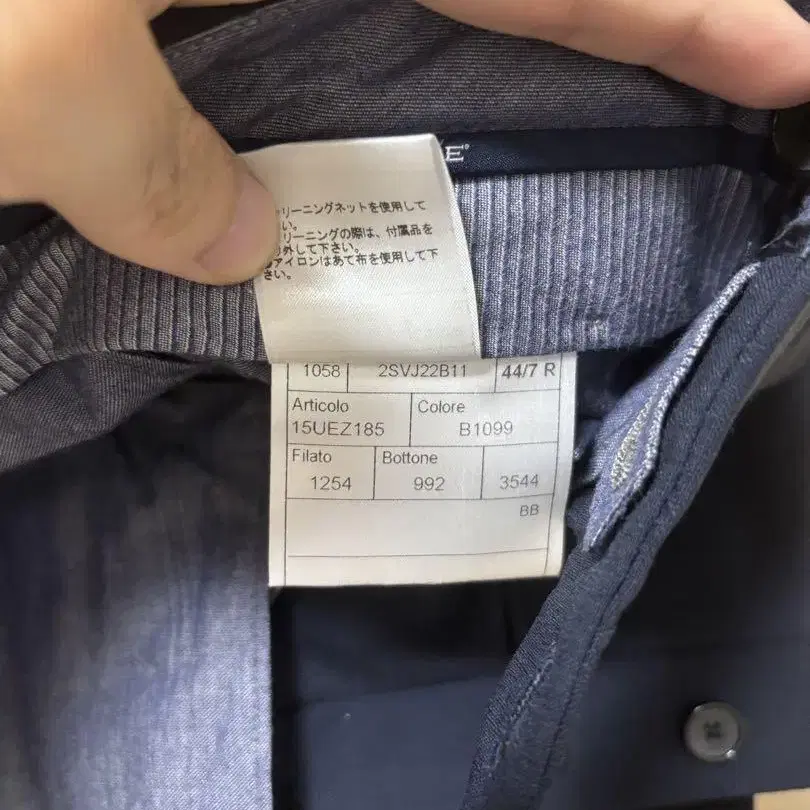 E®
リーニングネットを使用して
い。
リーニングの際は、付属品を
外して下さい。
アイロンはあて布を使用して下
さい。
1058 2SVJ22B11 44/7 R
Articolo Colore
15UEZ185 B1099
Filato Bottone
1254 992 3544
BB